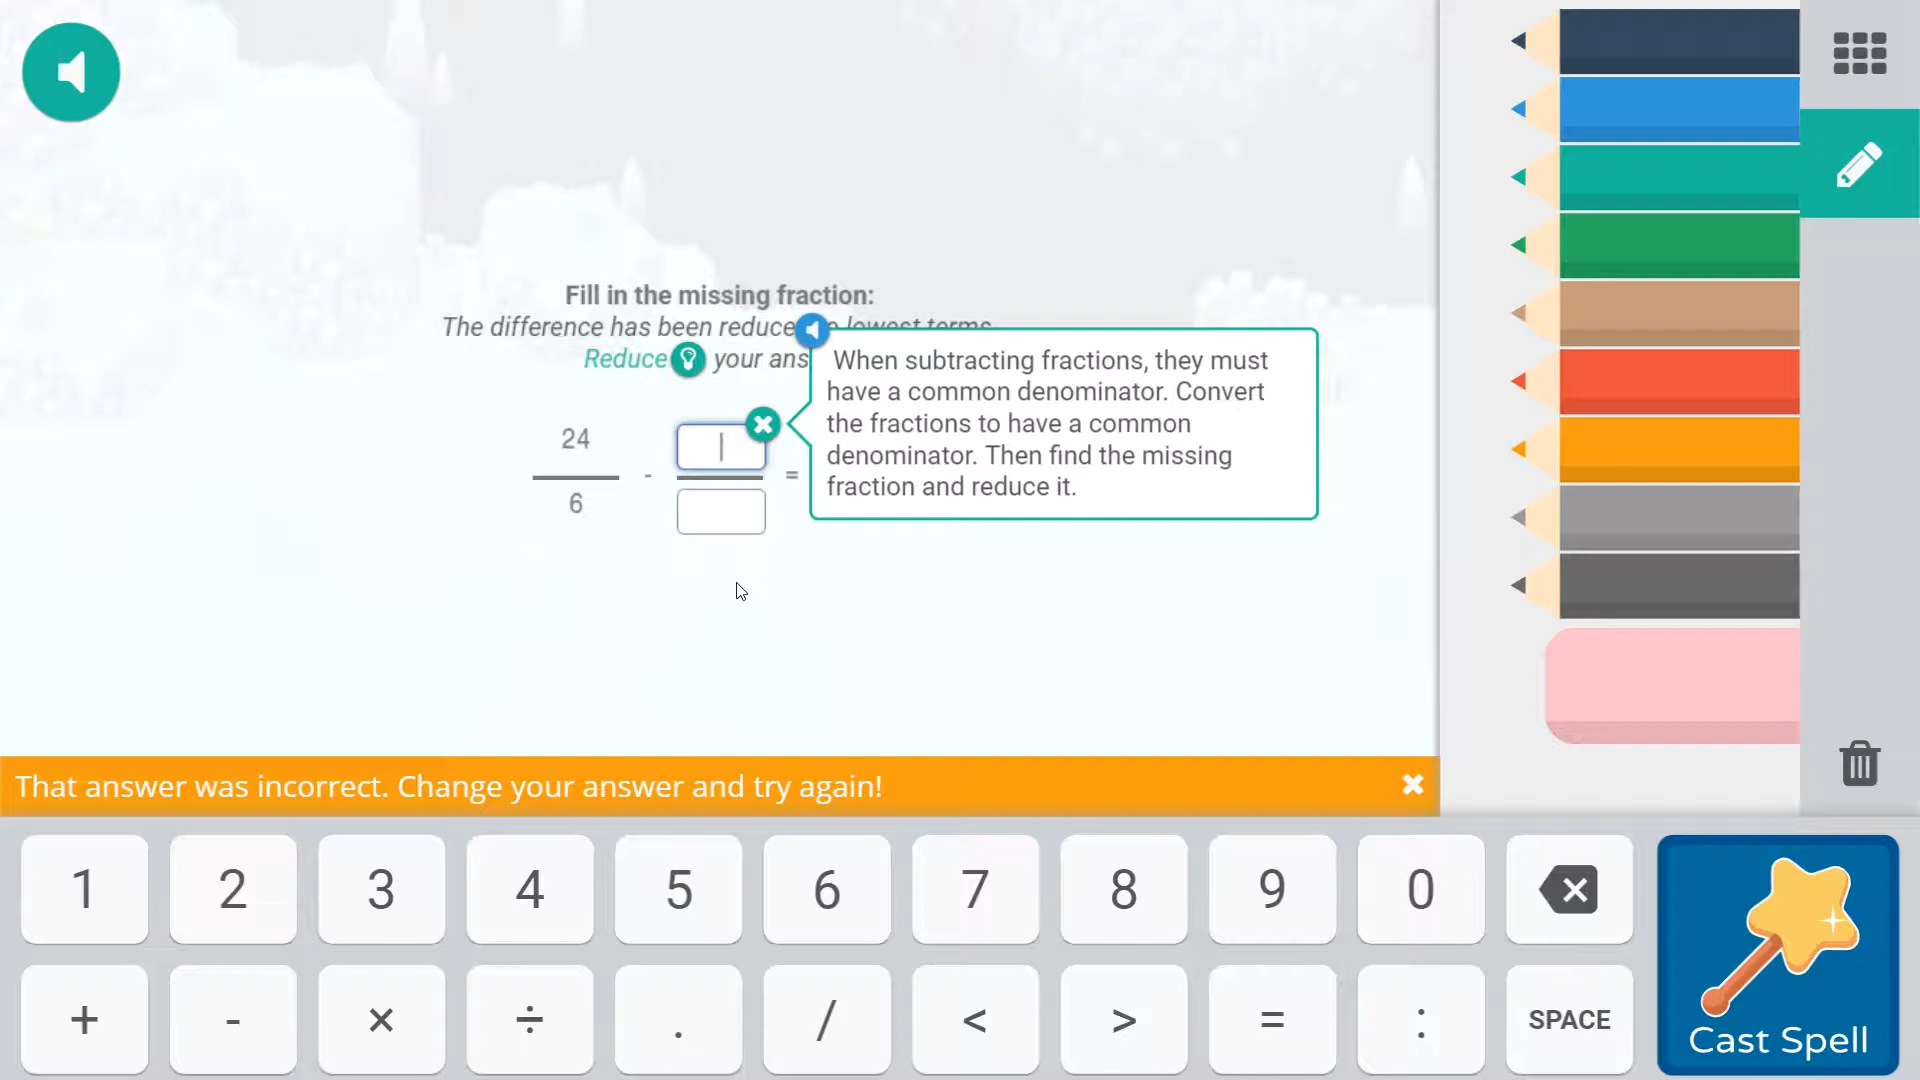 Fill in the missing fraction:
The difference has been reduce lowest terms.
Reduce your ans
When subtracting fractions, they must
have a common denominator. Convert
the fractions to have a common
denominator. Then find the missing
fraction and reduce it.
24
- =
6
That answer was incorrect. Change your answer and try again!
1 2 3 4 5 6 7 8 9 0
+ - × ÷ . / < > = : SPACE
Cast Spell